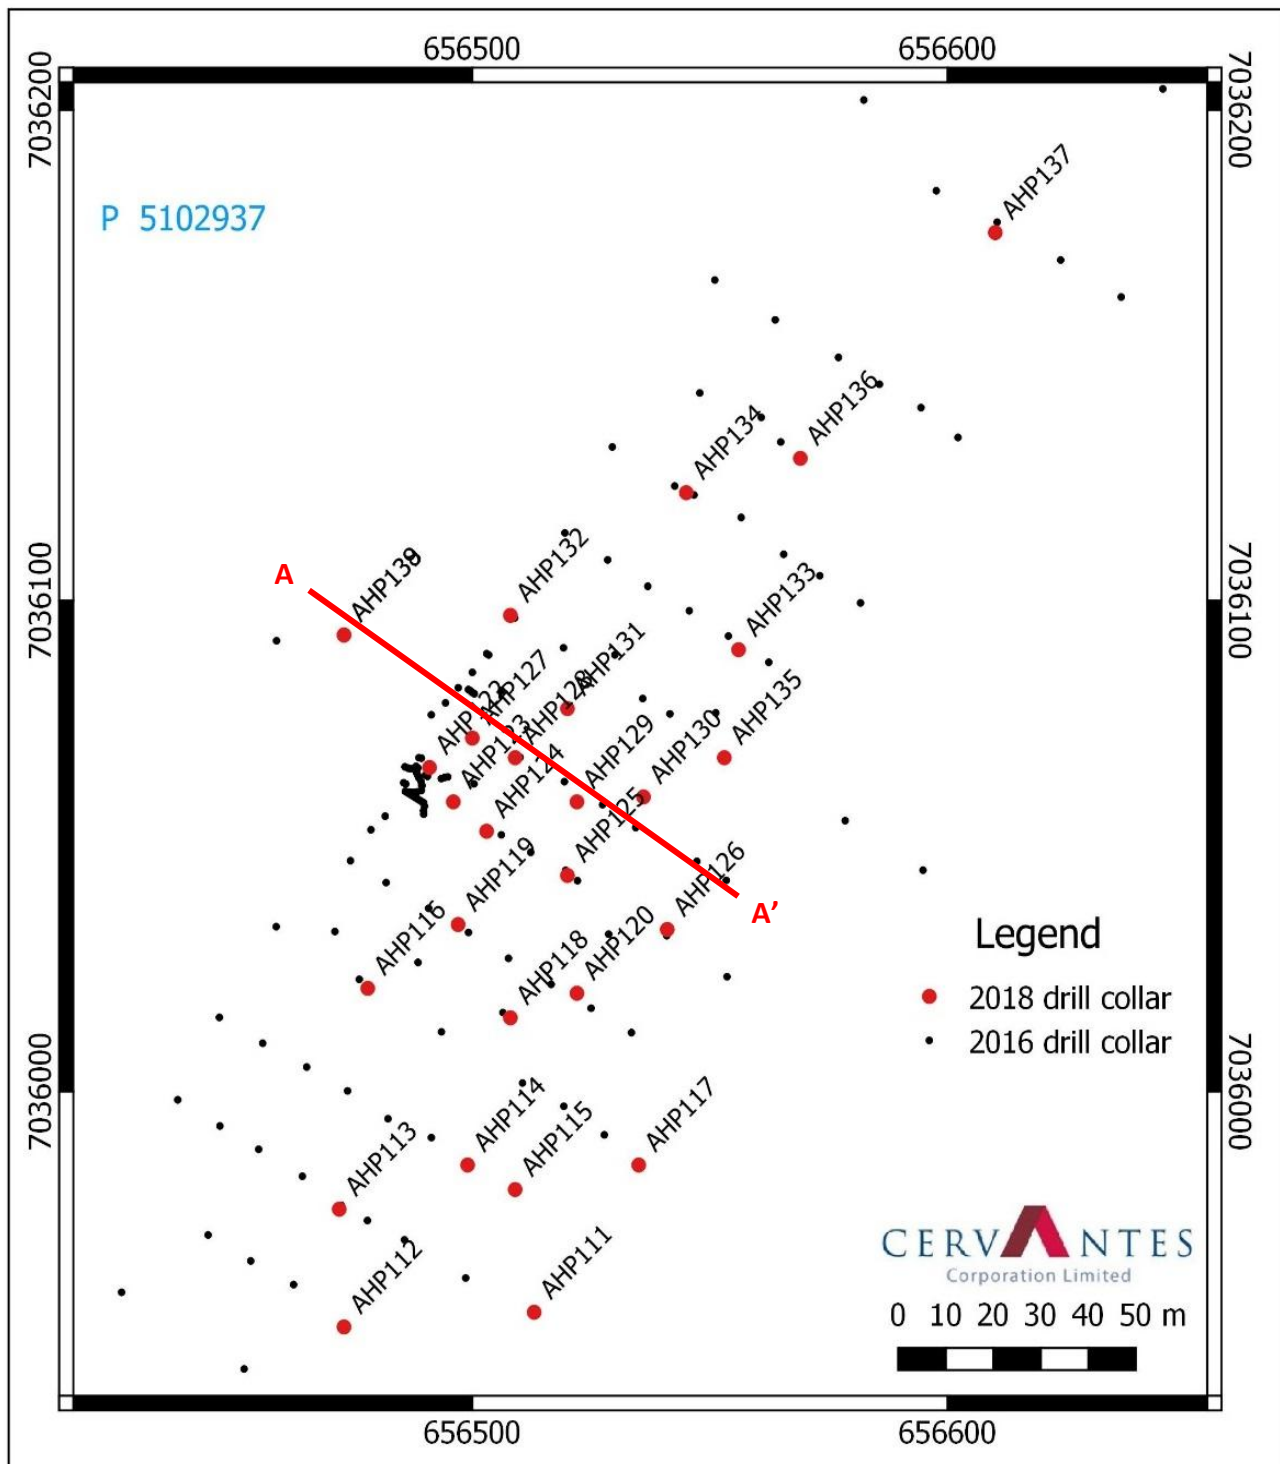 656500 656600
7036200
7036200
P 5102937
AHP137
AHP136
AHP134
AHP132
AHP133
A
AHP131
AHP127
AHP128
AHP135
AHP123
AHP129
AHP130
AHP124
AHP125
7036100
7036100
AHP126
A’
AHP119
AHP116
AHP120
AHP118
Legend
2018 drill collar
2016 drill collar
7036000
7036000
AHP114
AHP117
AHP115
AHP113
AHP111
AHP112
CERVANTES
Corporation Limited
0 10 20 30 40 50 m
656500 656600